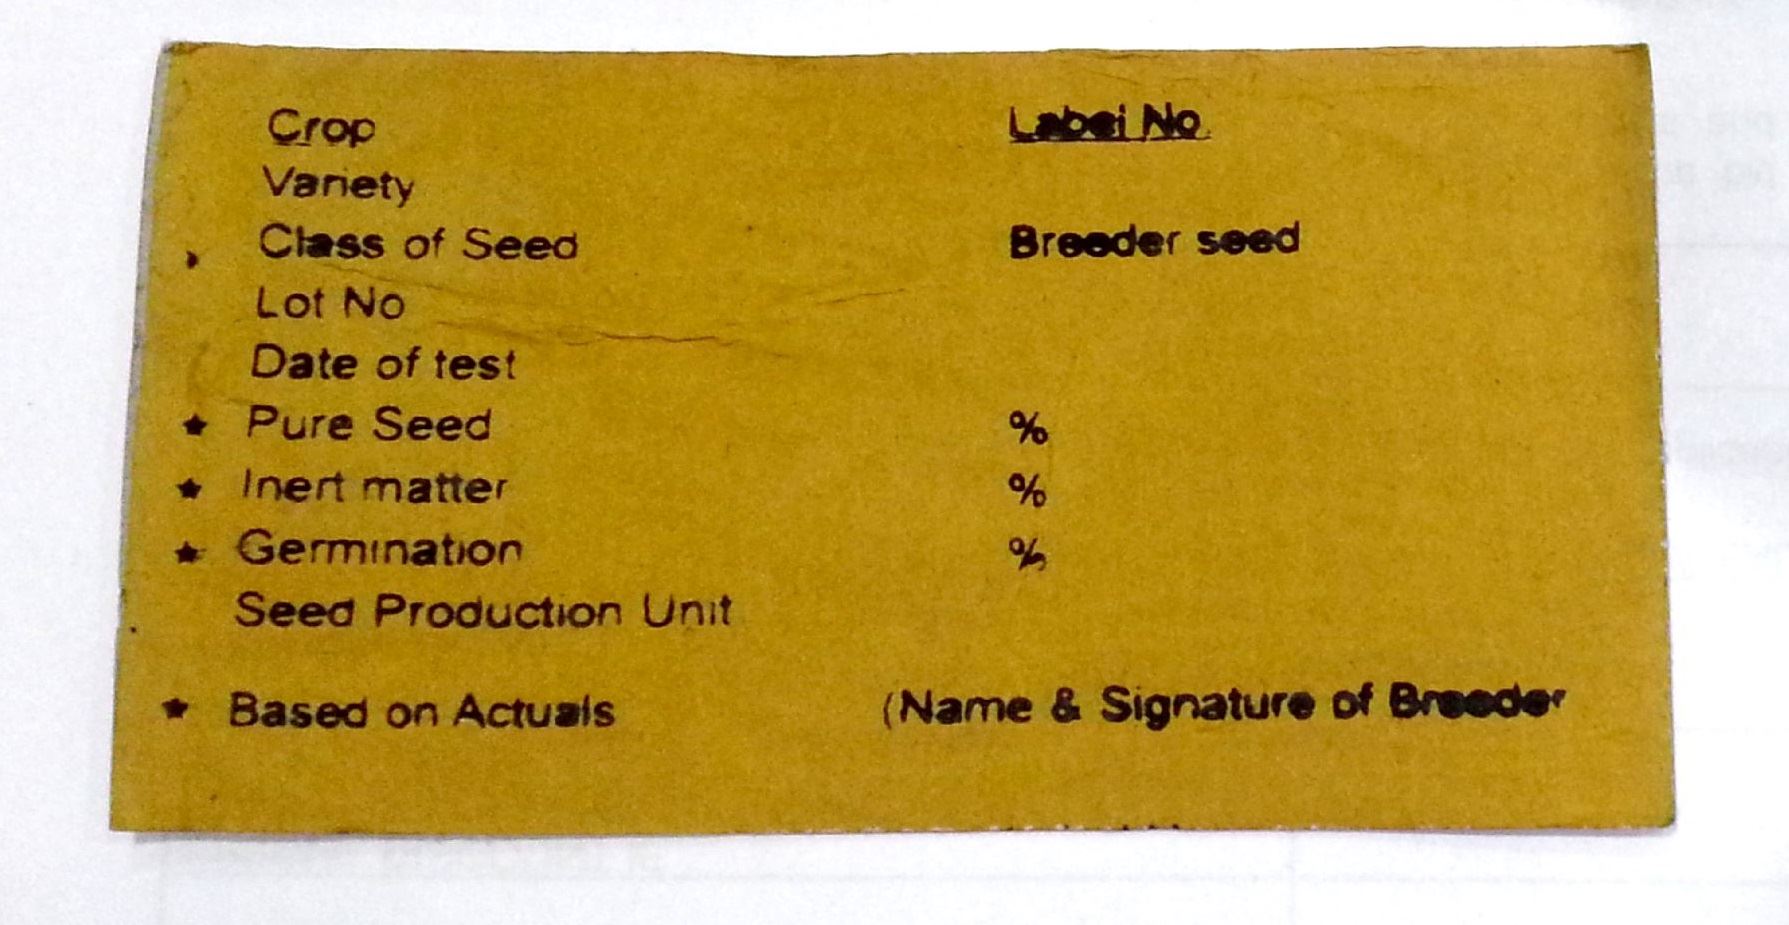 Crop Label No.
Variety
Class of Seed Breeder seed
Lot No
Date of test
★ Pure Seed %
★ Inert matter %
★ Germination %
Seed Production Unit
★ Based on Actuals (Name & Signature of Breeder